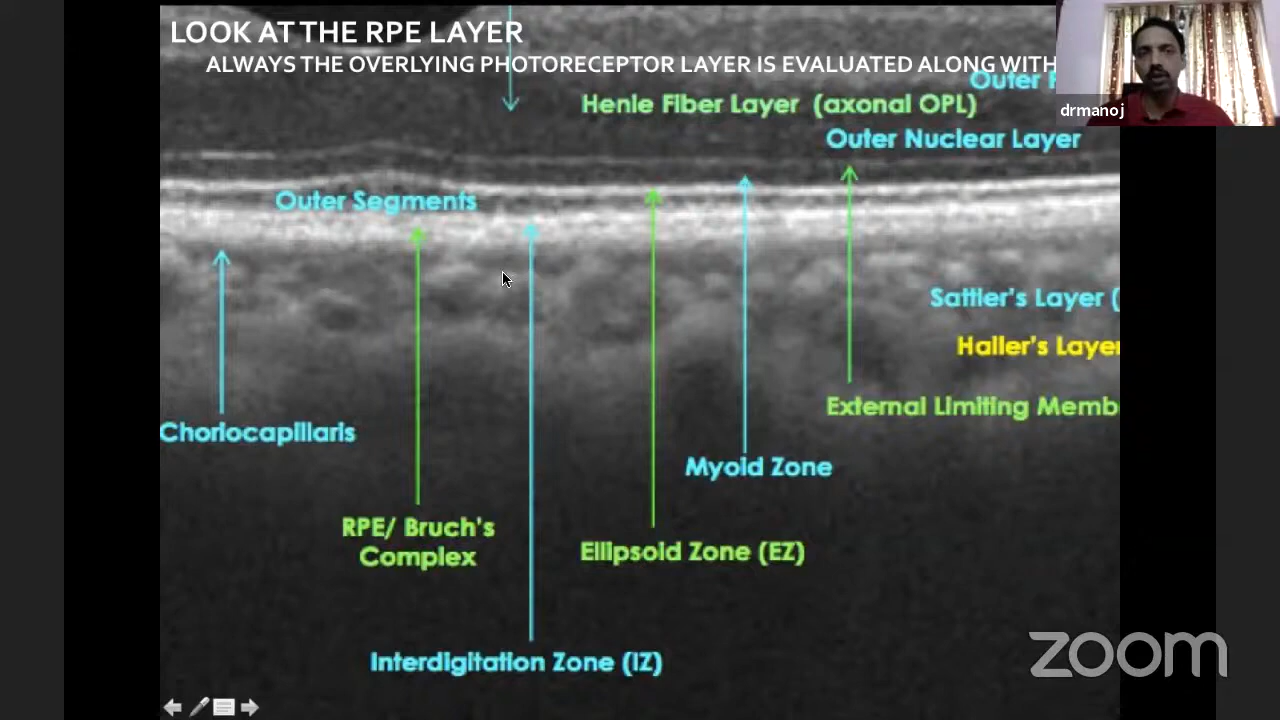 LOOK AT THE RPE LAYER
ALWAYS THE OVERLYING PHOTORECEPTOR LAYER IS EVALUATED ALONG WITH
Outer
Henle Fiber Layer (axonal OPL)
drmanoj
Outer Nuclear Layer
Outer Segments
Sattler's Layer (
Haller's Layer
External Limiting Memb
Choriocapillaris
Myoid Zone
RPE/ Bruch's
Complex
Ellipsoid Zone (EZ)
Interdigitation Zone (IZ)
zoom